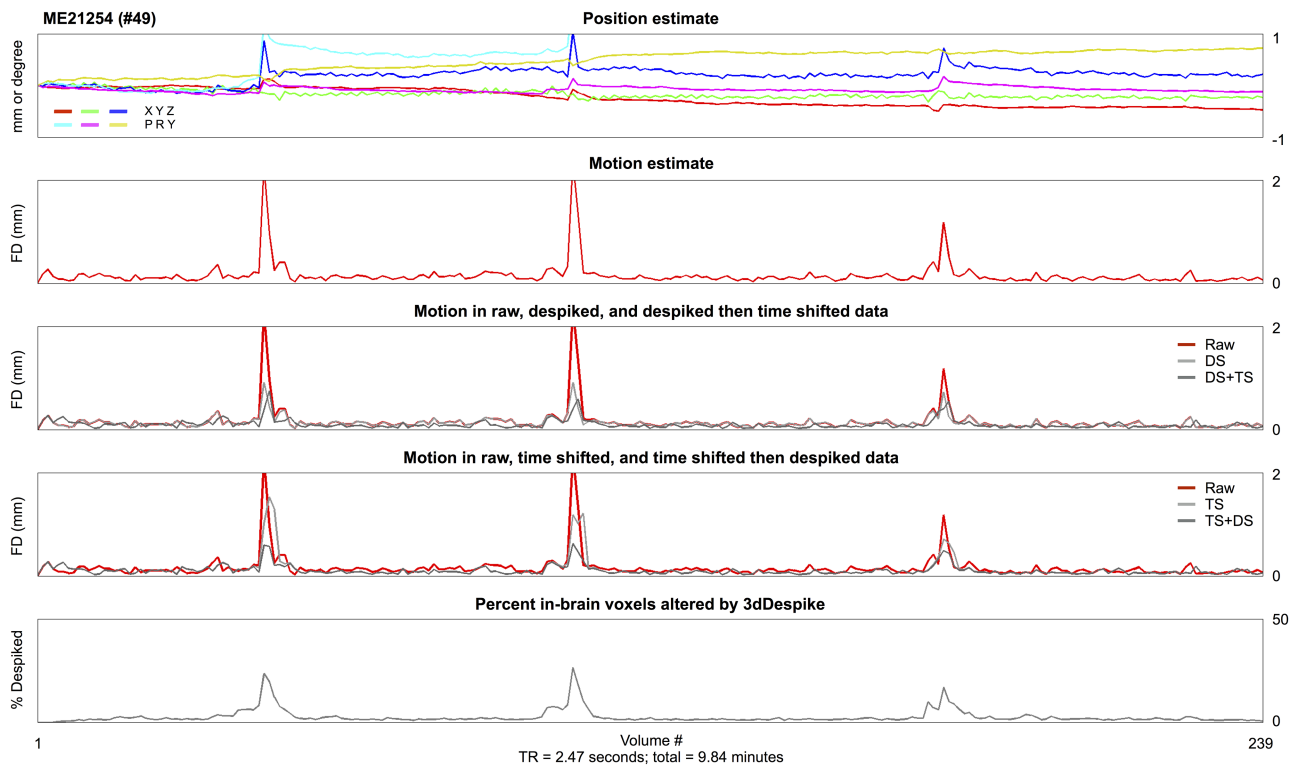 ME21254 (#49)
Position estimate
mm or degree
1
-1
X Y Z
P R Y
Motion estimate
FD (mm)
2
0
Motion in raw, despiked, and despiked then time shifted data
FD (mm)
2
0
Raw
DS
DS+TS
Motion in raw, time shifted, and time shifted then despiked data
FD (mm)
2
0
Raw
TS
TS+DS
Percent in-brain voxels altered by 3dDespike
% Despiked
50
0
1
Volume #
239
TR = 2.47 seconds; total = 9.84 minutes